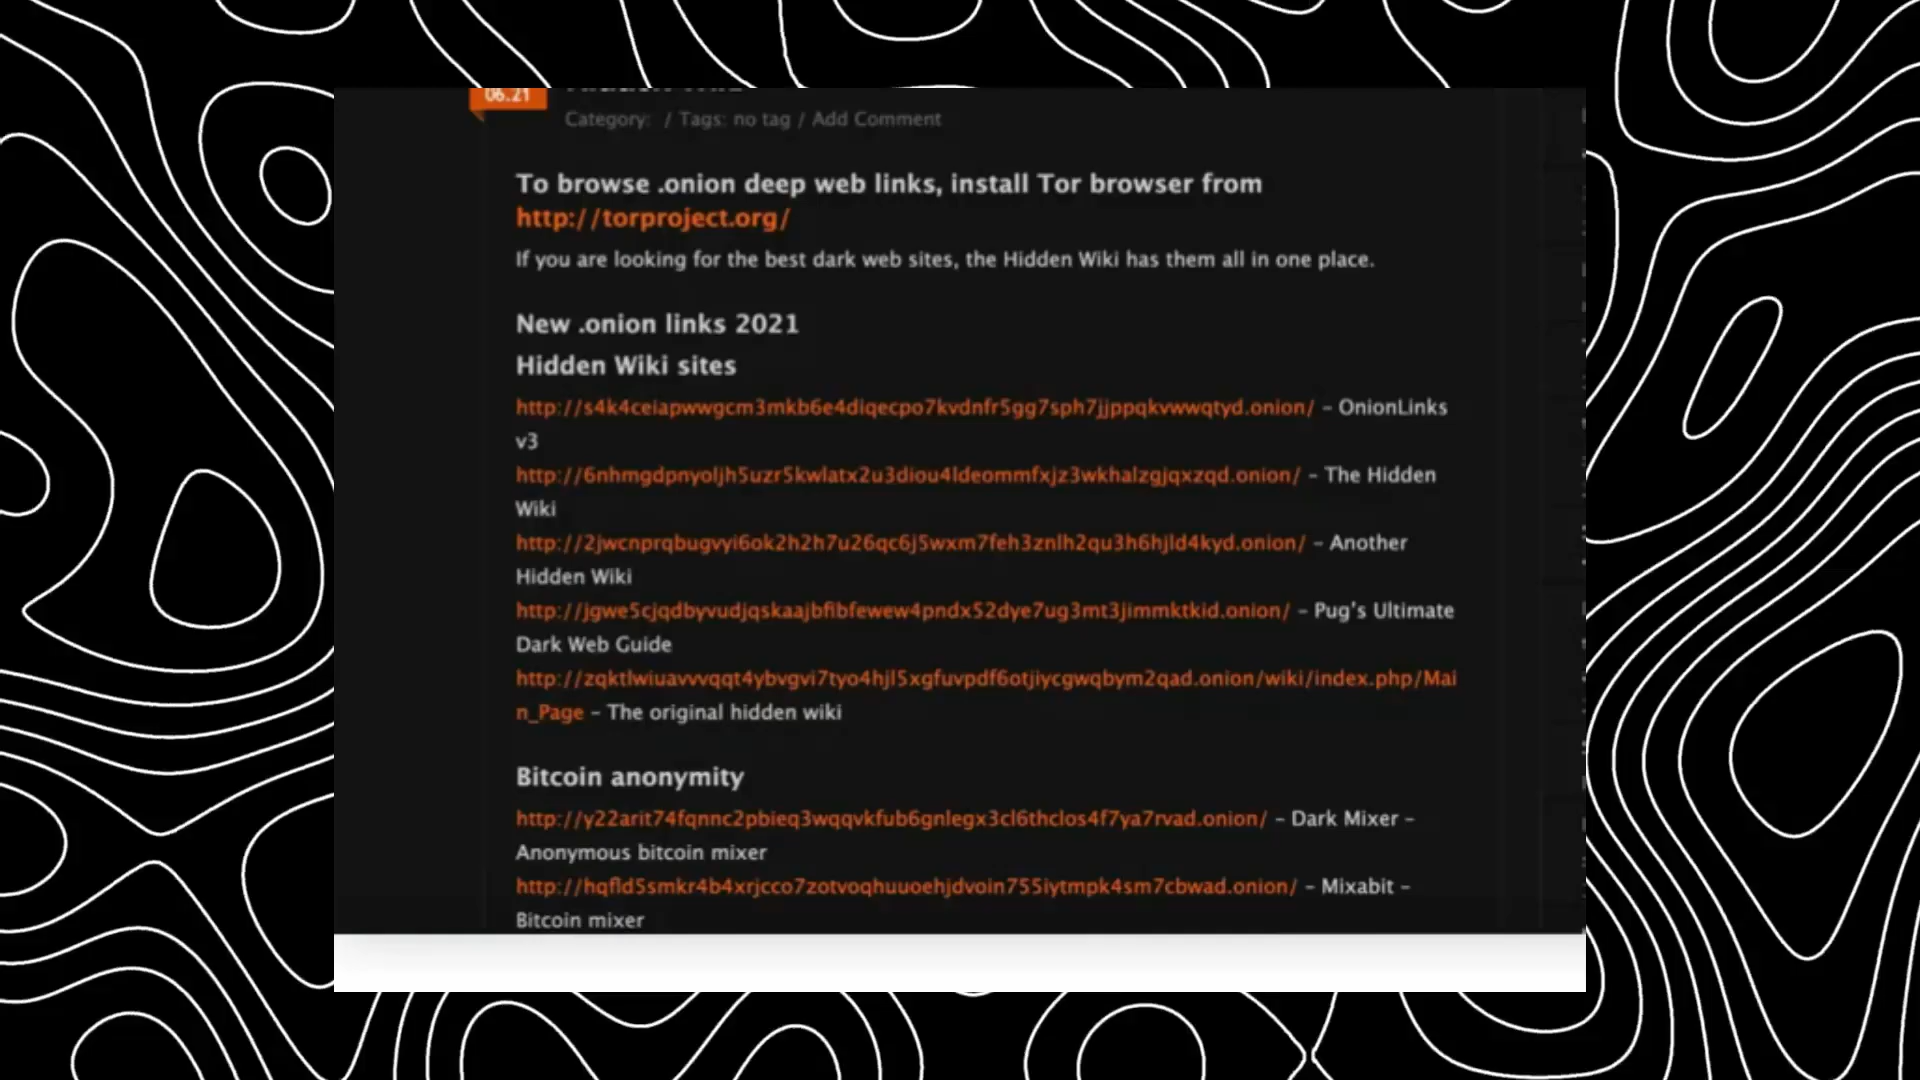 06.21
Category: / Tags: no tag / Add Comment
To browse .onion deep web links, install Tor browser from
http://torproject.org/
If you are looking for the best dark web sites, the Hidden Wiki has them all in one place.
New .onion links 2021
Hidden Wiki sites
http://s4k4ceiapwwgcm3mkb6e4diqecpo7kvdnfr5gg7sph7jjppqkvwwqtyd.onion/ – OnionLinks
v3
http://6nhmgdpnyoljh5uzr5kwlatx2u3diou4ldeommfxjz3wkhalzgjqxzqd.onion/ – The Hidden
Wiki
http://2jwcnprqbugvyi6ok2h2h7u26qc6j5wxm7feh3znlh2qu3h6hjld4kyd.onion/ – Another
Hidden Wiki
http://jgwe5cjqdbyvudjqskaajbfibfewew4pndx52dye7ug3mt3jimmktkid.onion/ – Pug's Ultimate
Dark Web Guide
http://zqktlwiuavvvqqt4ybvgvi7tyo4hjl5xgfuvpdf6otjiycgwqbym2qad.onion/wiki/index.php/Mai
n_Page – The original hidden wiki
Bitcoin anonymity
http://y22arit74fqnnc2pbieq3wqqvkfub6gnlegx3cl6thclos4f7ya7rvad.onion/ – Dark Mixer –
Anonymous bitcoin mixer
http://hqfld5smkr4b4xrjcco7zotvoqhuuoehjdvoin755iytmpk4sm7cbwad.onion/ – Mixabit –
Bitcoin mixer